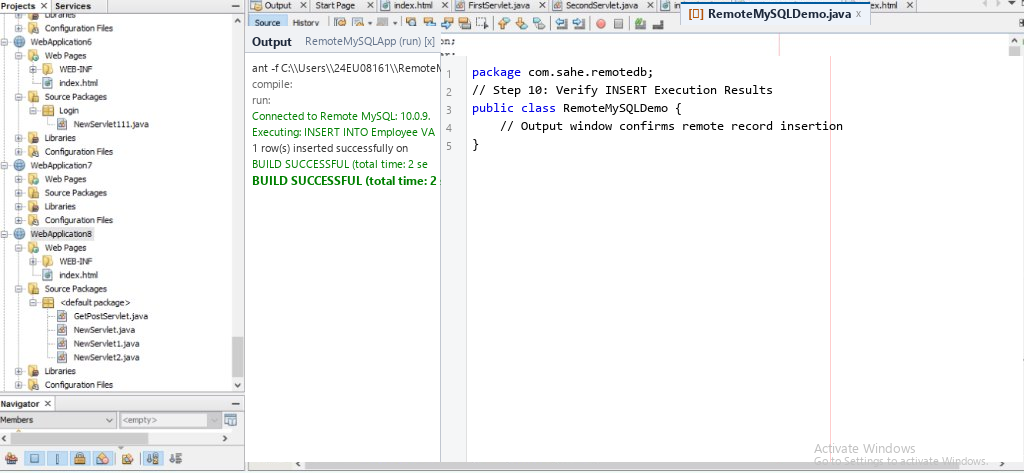 Projects × Services
Libraries
Configuration Files
WebApplication6
Web Pages
WEB-INF
index.html
Source Packages
Login
NewServlet111.java
Libraries
Configuration Files
WebApplication7
Web Pages
Source Packages
Libraries
Configuration Files
WebApplication8
Web Pages
WEB-INF
index.html
Source Packages
<default package>
GetPostServlet.java
NewServlet.java
NewServlet1.java
NewServlet2.java
Libraries
Configuration Files
Navigator ×
Members
<empty>
Output × Start Page × index.html × FirstServlet.java × SecondServlet.java ×
RemoteMySQLDemo.java x
ex.html ×
Source History
Output RemoteMySQLApp (run) [x]
on;
ant -f C:\\Users\\24EU08161\\RemoteM
compile:
run:
Connected to Remote MySQL: 10.0.9.
Executing: INSERT INTO Employee VA
1 row(s) inserted successfully on
BUILD SUCCESSFUL (total time: 2 se
BUILD SUCCESSFUL (total time: 2
1 package com.sahe.remotedb;
2 // Step 10: Verify INSERT Execution Results
3 public class RemoteMySQLDemo {
4 // Output window confirms remote record insertion
5 }
Activate Windows
Go to Settings to activate Windows.